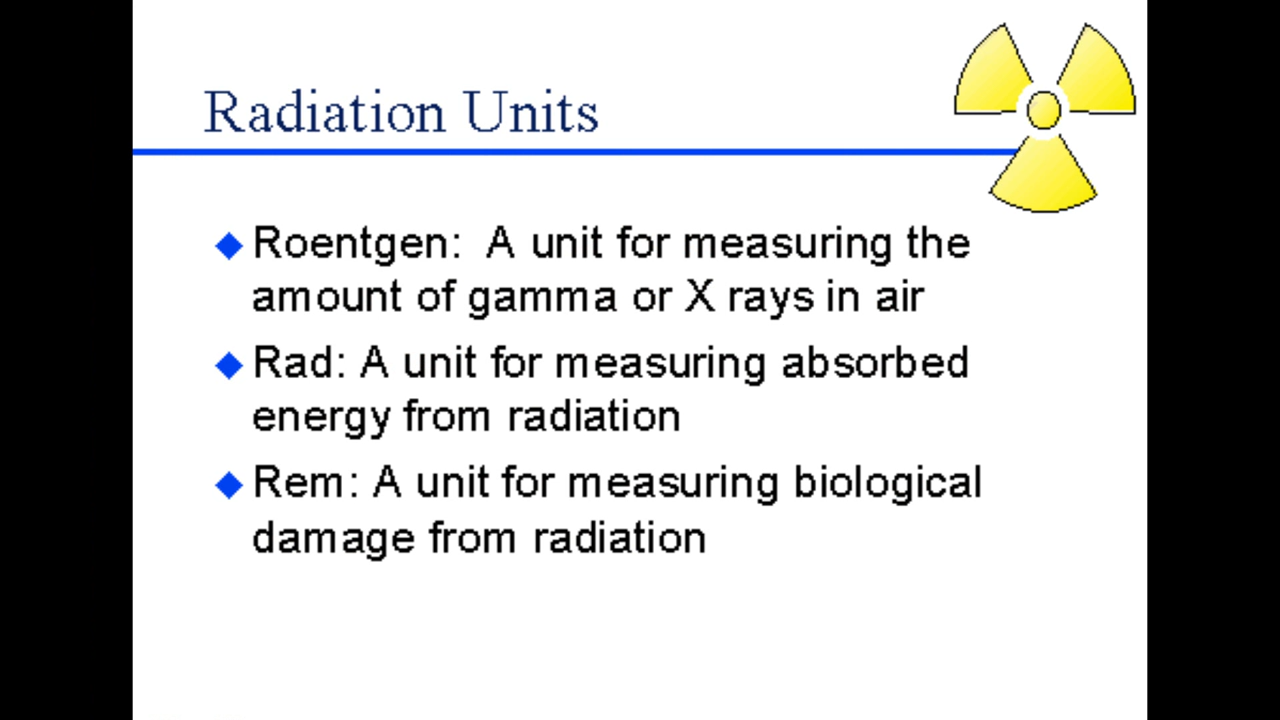 Radiation Units
Roentgen:  A unit for measuring the
amount of gamma or X rays in air
Rad: A unit for measuring absorbed
energy from radiation
Rem: A unit for measuring biological
damage from radiation